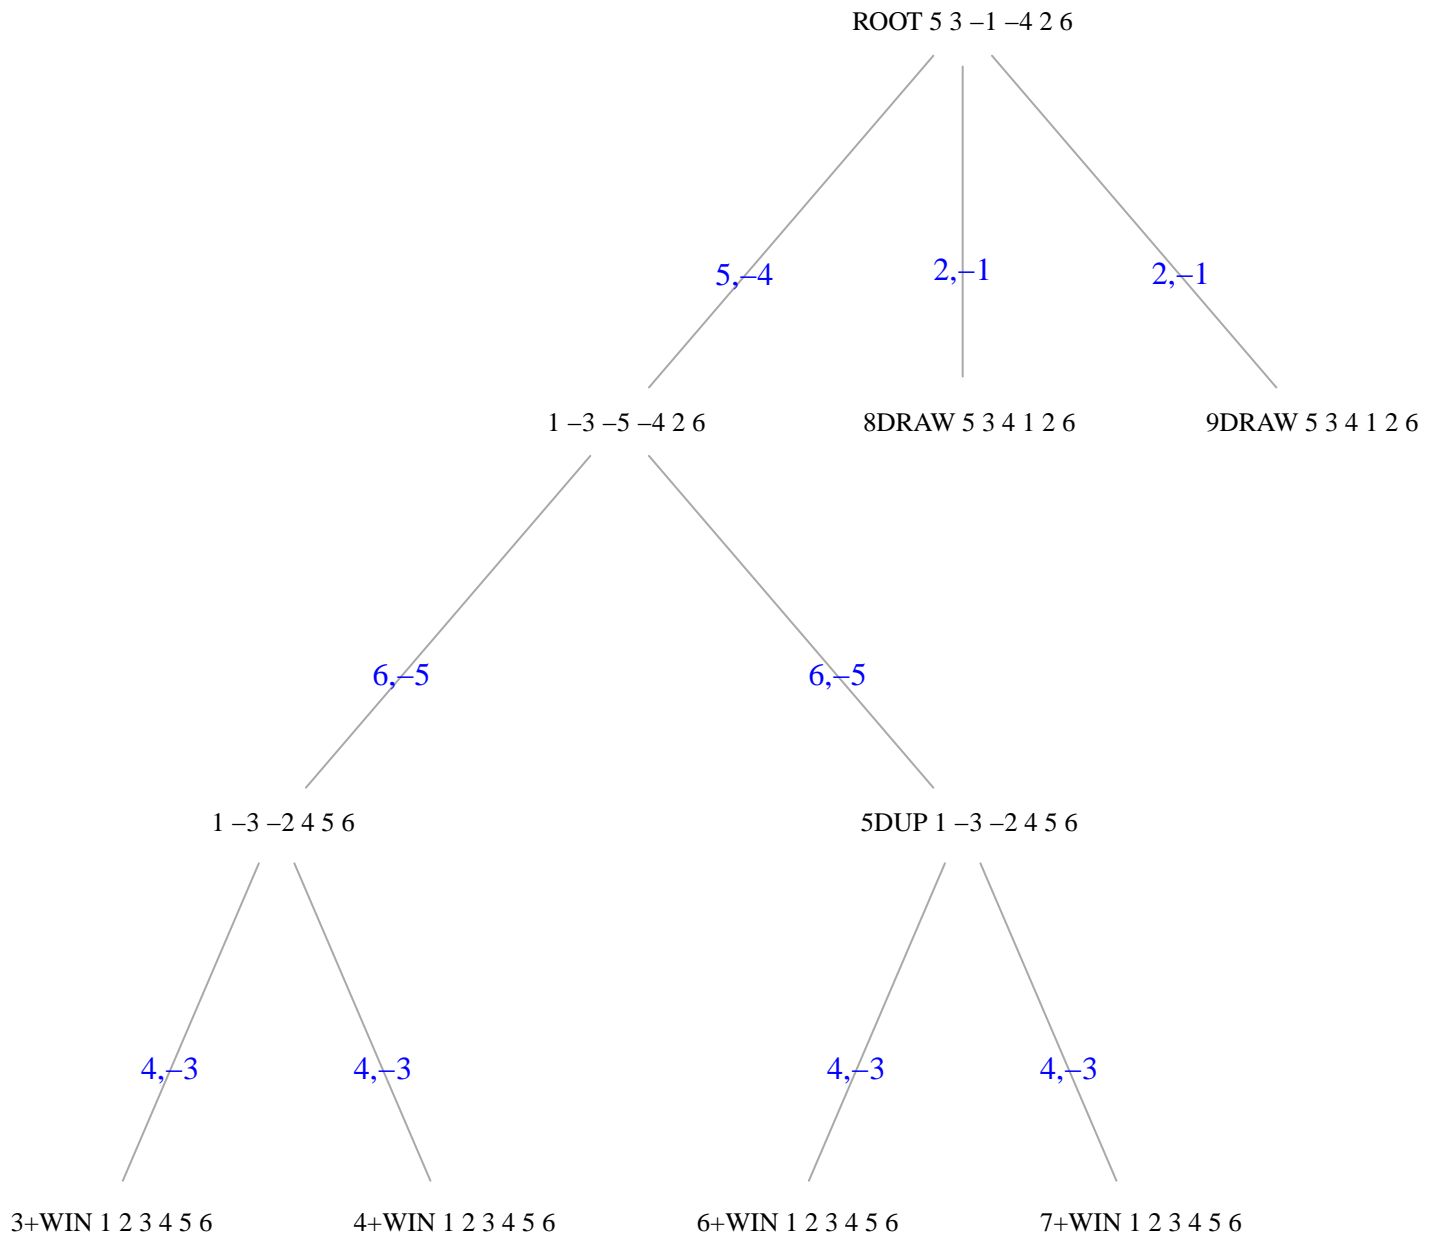 ROOT 5 3 –1 –4 2 6
5,–4
2,–1
2,–1
1 –3 –5 –4 2 6
8DRAW 5 3 4 1 2 6
9DRAW 5 3 4 1 2 6
6,–5
6,–5
1 –3 –2 4 5 6
5DUP 1 –3 –2 4 5 6
4,–3
4,–3
4,–3
4,–3
3+WIN 1 2 3 4 5 6
4+WIN 1 2 3 4 5 6
6+WIN 1 2 3 4 5 6
7+WIN 1 2 3 4 5 6